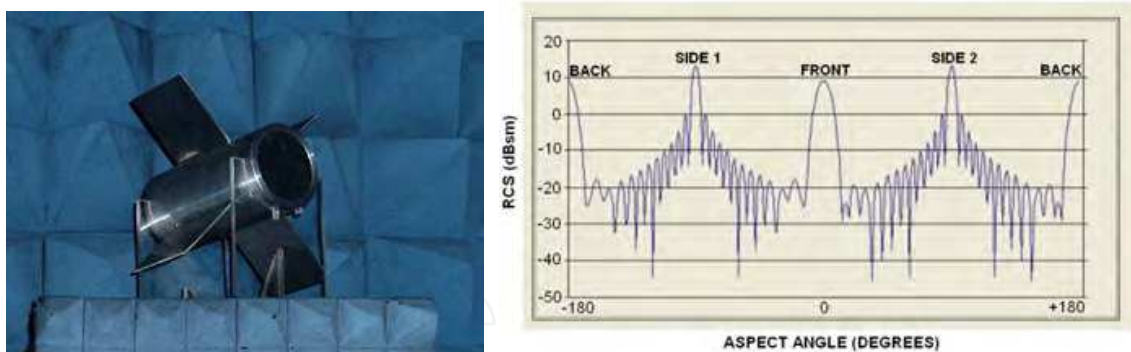 20
10
0
-10
-20
-30
-40
-50
RCS (dBsm)
BACK
SIDE 1
FRONT
SIDE 2
BACK
-180
0
+180
ASPECT ANGLE (DEGREES)